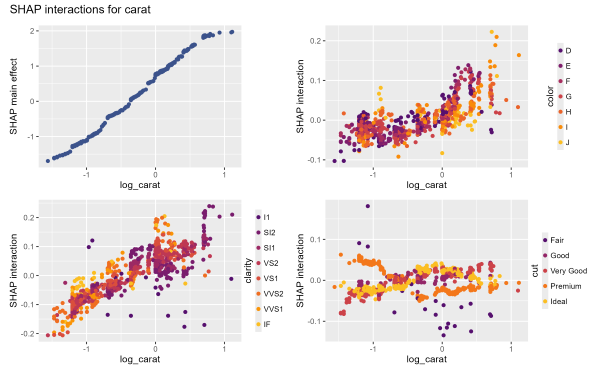 SHAP interactions for carat
SHAP main effect
2
1
0
-1
-1
0
1
log_carat
SHAP interaction
0.2
0.1
0.0
-0.1
-1
0
1
log_carat
color
D
E
F
G
H
I
J
SHAP interaction
0.2
0.1
0.0
-0.1
-0.2
-1
0
1
log_carat
clarity
I1
SI2
SI1
VS2
VS1
VVS2
VVS1
IF
SHAP interaction
0.1
0.0
-0.1
-1
0
1
log_carat
cut
Fair
Good
Very Good
Premium
Ideal